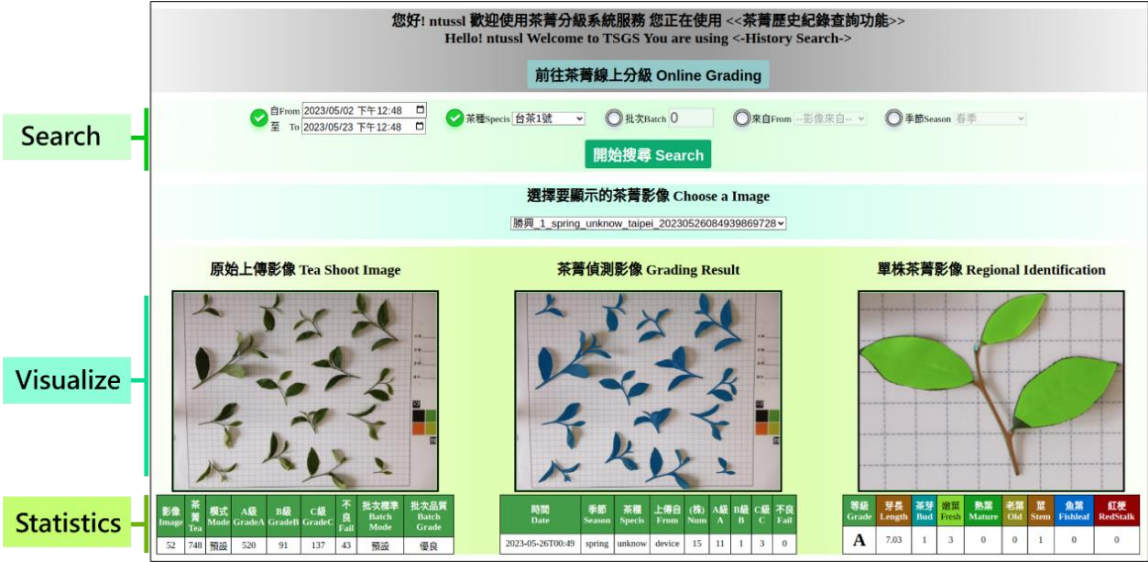 您好! ntussl 歡迎使用茶菁分級系統服務 您正在使用 <<茶菁歷史紀錄查詢功能>>
Hello! ntussl Welcome to TSGS You are using <-History Search->
前往茶菁線上分級 Online Grading
Search
自From 2023/05/02 下午12:48
至 To 2023/05/23 下午12:48
茶種Specis 台茶1號
批次Batch 0
來自From --影像來自--
季節Season 春季
開始搜尋 Search
選擇要顯示的茶菁影像 Choose a Image
勝興_1_spring_unknow_taipei_20230526084939869728
原始上傳影像 Tea Shoot Image
茶菁偵測影像 Grading Result
單株茶菁影像 Regional Identification
Visualize
Statistics
影像 Image 茶菁 Tea 模式 Mode A級 GradeA B級 GradeB C級 GradeC 不良 Fail 批次標準 Batch Mode 批次品質 Batch Grade
52 748 預設 520 91 137 43 預設 優良
時間 Date 季節 Season 茶種 Specis 上傳自 From (株) Num A級 A B級 B C級 C 不良 Fail
2023-05-26T00:49 spring unknow device 15 11 1 3 0
等級 Grade 芽長 Length 茶芽 Bud 嫩葉 Fresh 熟葉 Mature 老葉 Old 莖 Stem 魚葉 Fishleaf 紅梗 RedStalk
A 7.03 1 3 0 0 1 0 0